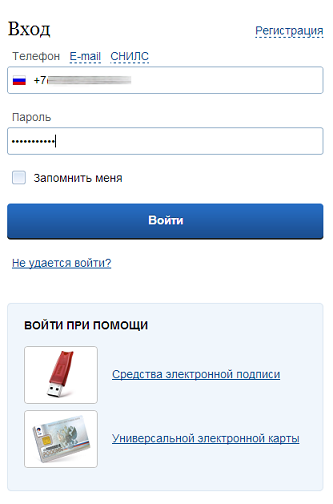 Вход
Регистрация
Телефон E-mail СНИЛС
+7
Пароль
Запомнить меня
Войти
Не удается войти?
ВОЙТИ ПРИ ПОМОЩИ
Средства электронной подписи
Универсальной электронной карты